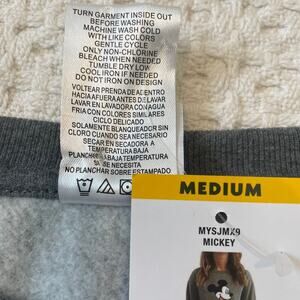 TURN GARMENT INSIDE OUT
BEFORE WASHING
MACHINE WASH COLD
WITH LIKE COLORS
GENTLE CYCLE
ONLY NON-CHLORINE
BLEACH WHEN NEEDED
TUMBLE DRY LOW
COOL IRON IF NEEDED
DO NOT IRON ON DESIGN
VOLTEAR PRENDA DE
HACIA AFUERA ANTES DE LAVAR
LAVAR EN LAVADORA CON AGUA
FRIA CON COLORES SIMILARES
CICLO DELICADO
SOLAMENTE BLANQUEADOR SIN
CLORO CUANDO SEA NECESARIO
SECAR EN SECADORA A
TEMPERATURA BAJA
PLANCHE A BAJA TEMPERATURA
SE NECESITA
NO PLANCHAR SOBRE ESTAMPADO
MEDIUM
MYSJMX9
MICKEY